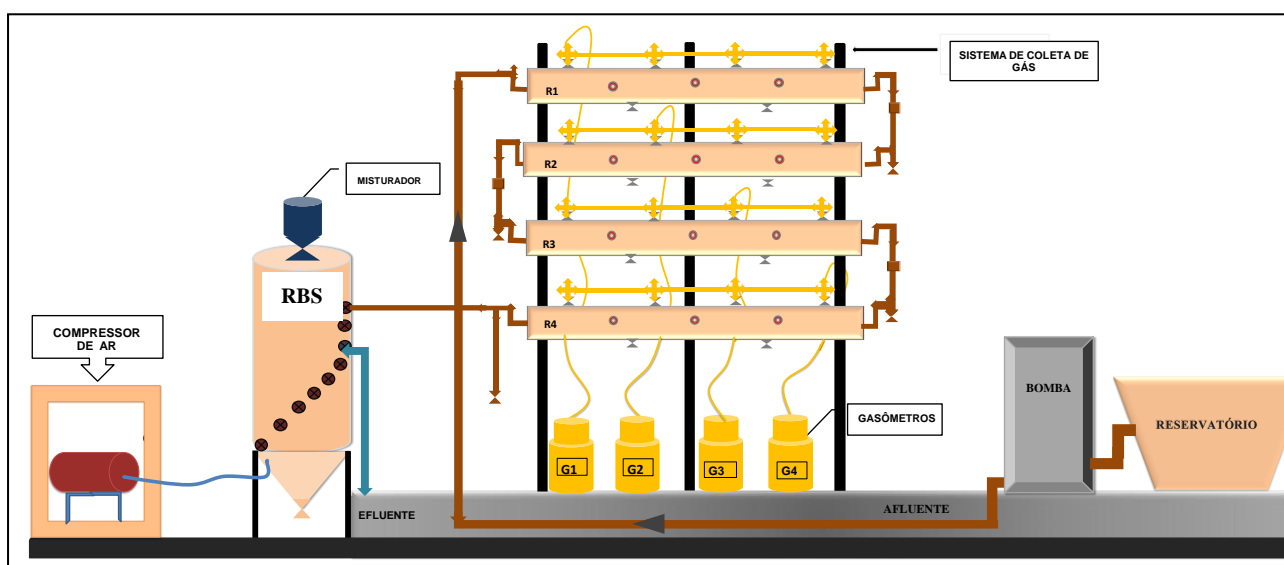 SISTEMA DE COLETA DE
GÁS
R1
R2
MISTURADOR
R3
RBS
R4
COMPRESSOR
DE AR
BOMBA
RESERVATÓRIO
GASÔMETROS
G1
G2
G3
G4
AFLUENTE
EFLUENTE